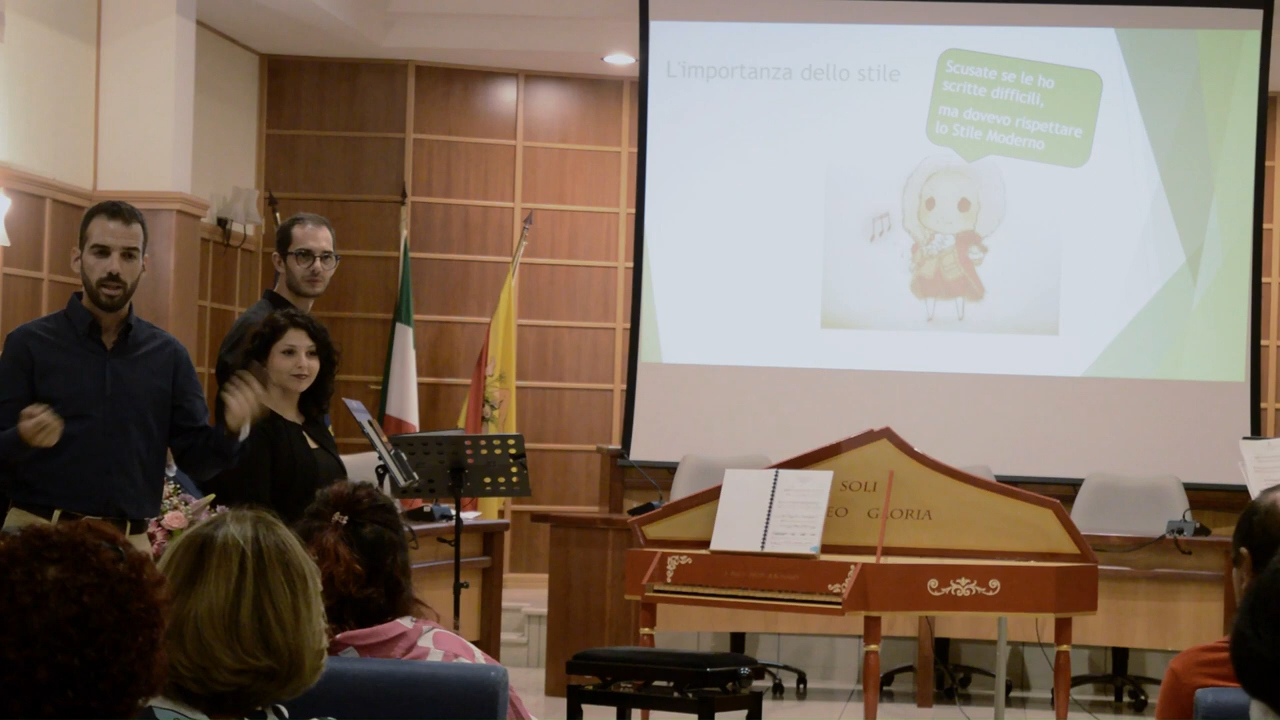 L'importanza dello stile
Scusate se le ho
scritte difficili,
ma dovevo rispettare
lo Stile Moderno
SOLI
EO GLORIA